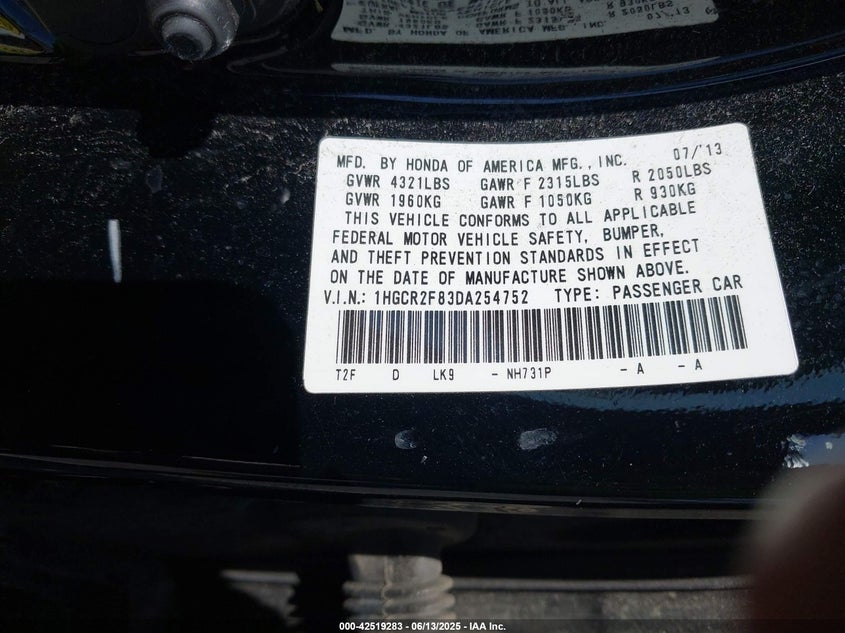 MFD. BY HONDA OF AMERICA MFG., INC. 07/'13
GVWR 4321LBS GAWR F 2315LBS R 2050LBS
GVWR 1960KG GAWR F 1050KG R 930KG
THIS VEHICLE CONFORMS TO ALL APPLICABLE
FEDERAL MOTOR VEHICLE SAFETY, BUMPER,
AND THEFT PREVENTION STANDARDS IN EFFECT
ON THE DATE OF MANUFACTURE SHOWN ABOVE.
V.I.N.: 1HGCR2F83DA254752 TYPE: PASSENGER CAR
T2F D LK9 - NH731P - A - A
000-42519283 - 06/13/2025 - IAA Inc.